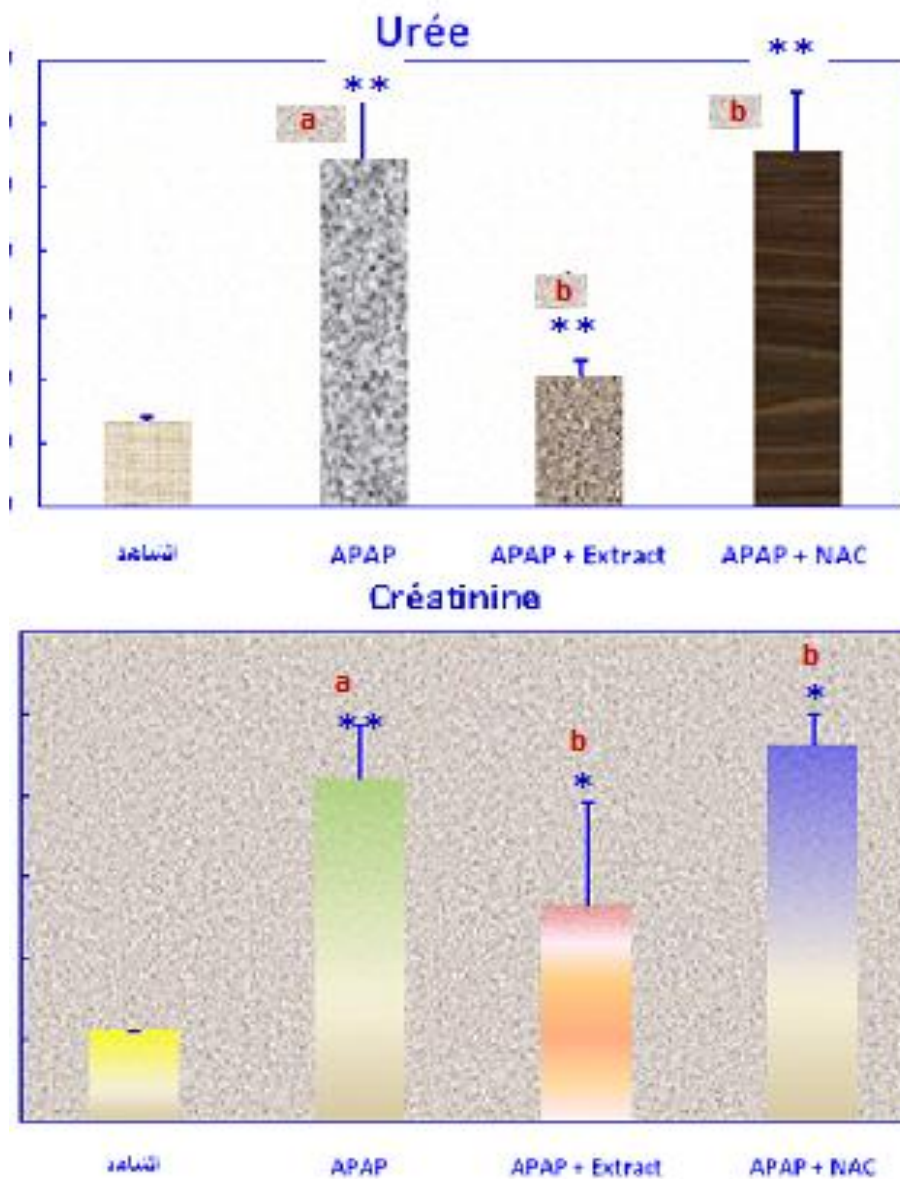 Urée
**
**
a
b
b
**
الشاهد
APAP
APAP + Extract
APAP + NAC
Créatinine
b
a
*
**
b
*
الشاهد
APAP
APAP + Extract
APAP + NAC